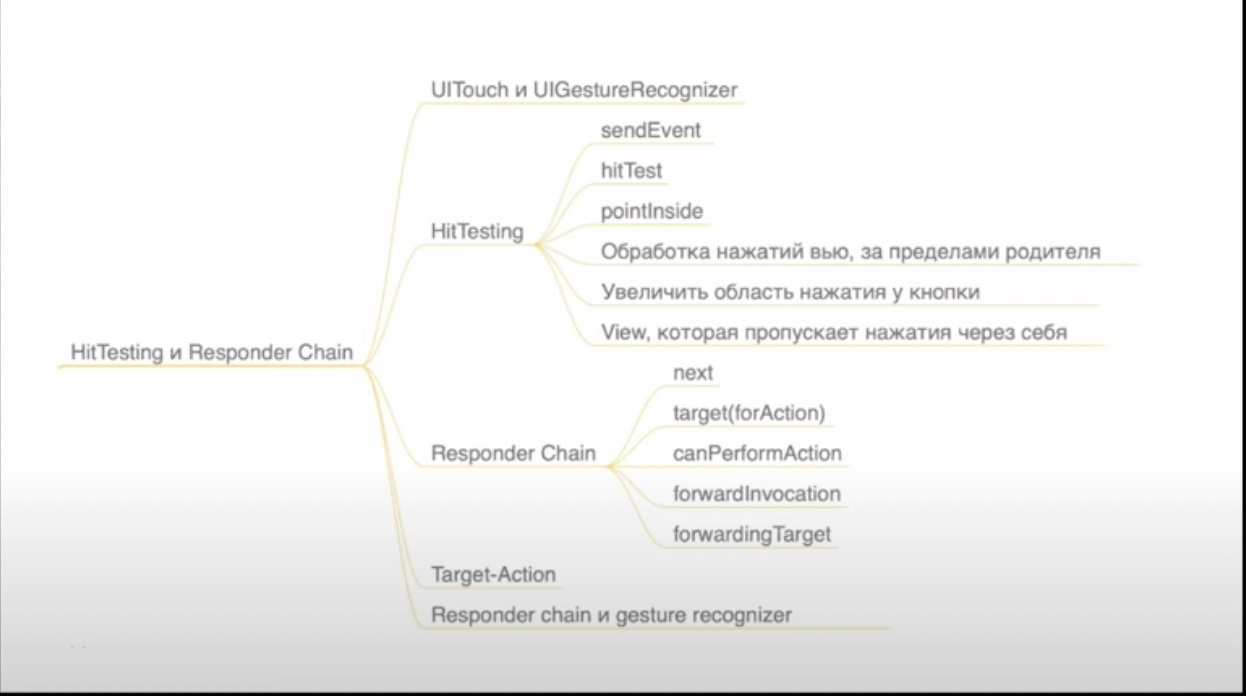 UITouch и UIGestureRecognizer
sendEvent
hitTest
pointInside
HitTesting
Обработка нажатий вью, за пределами родителя
Увеличить область нажатия у кнопки
View, которая пропускает нажатия через себя
HitTesting и Responder Chain
next
target(forAction)
Responder Chain
canPerformAction
forwardInvocation
forwardingTarget
Target-Action
Responder chain и gesture recognizer